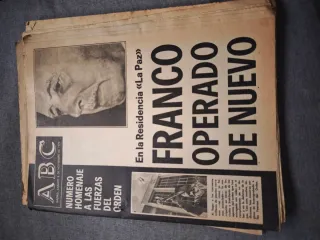 ABC
NUMERO
HOMENAJE
A LAS
FUERZAS
DEL
ORDEN
En la Residencia «La Paz»
FRANCO
OPERADO
DE NUEVO